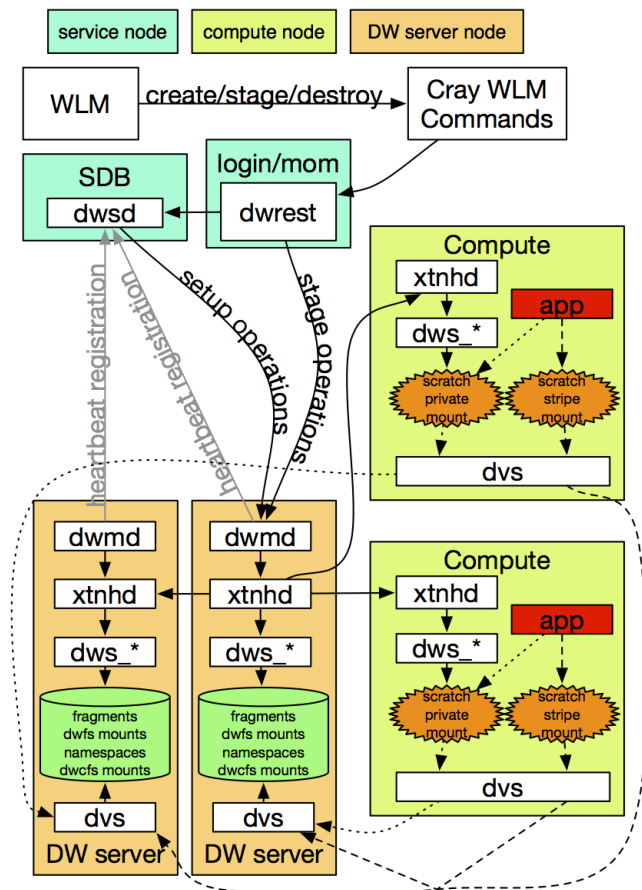 service node
compute node
DW server node
WLM
create/stage/destroy
Cray WLM
Commands
SDB
dwsd
login/mom
dwrest
heartbeat registration
heartbeat registration
setup operations
stage operations
Compute
xtnhd
app
dws_*
scratch
private
mount
scratch
stripe
mount
dvs
dwmd
xtnhd
dws_*
fragments
dwfs mounts
namespaces
dwcfs mounts
dvs
DW server
dwmd
xtnhd
dws_*
fragments
dwfs mounts
namespaces
dwcfs mounts
dvs
DW server
Compute
xtnhd
app
dws_*
scratch
private
mount
scratch
stripe
mount
dvs